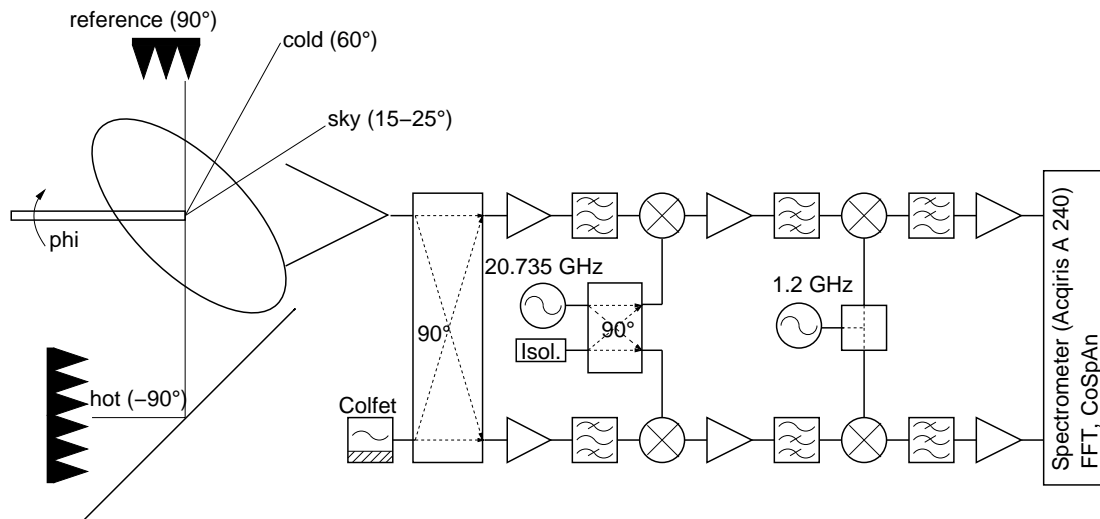 reference (90°)
cold (60°)
sky (15–25°)
phi
hot (−90°)
90°
Colfet
20.735 GHz
90°
Isol.
1.2 GHz
Spectrometer (Acqiris A 240)
FFT, CoSpAn